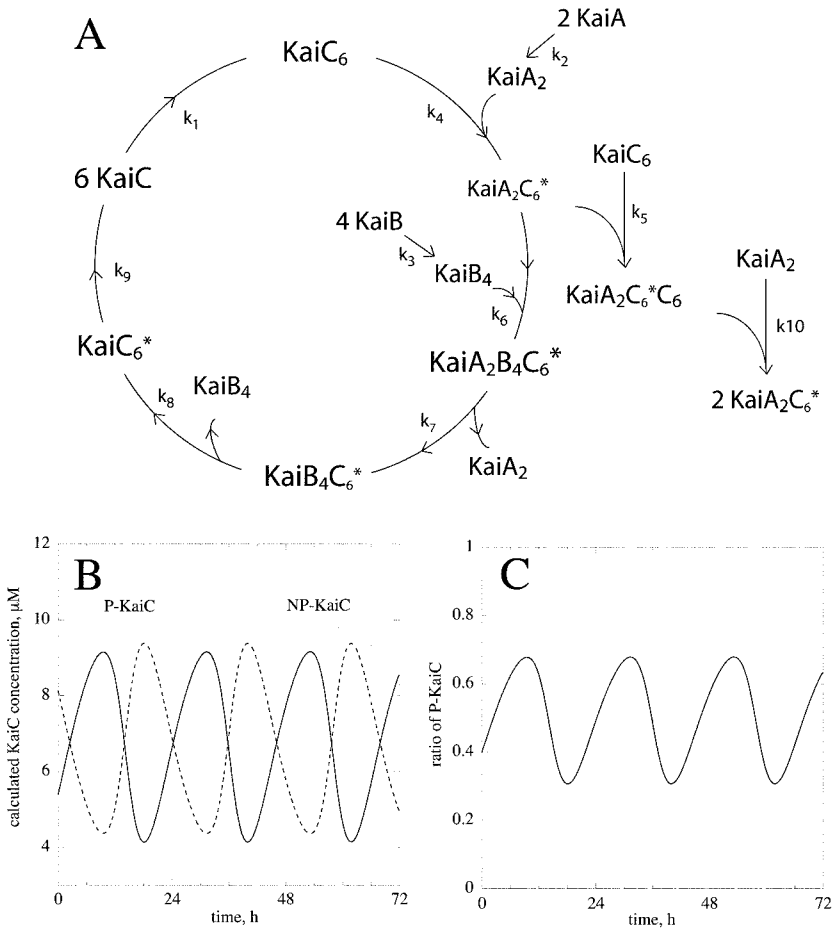 A
KaiC₆
2 KaiA
k₂
KaiA₂
k₁
k₄
6 KaiC
KaiC₆
KaiA₂C₆*
4 KaiB
k₃
KaiB₄
k₅
k₆
KaiA₂
k₉
KaiA₂C₆*C₆
k10
KaiC₆*
KaiA₂B₄C₆*
KaiB₄
k₈
2 KaiA₂C₆*
k₇
KaiA₂
KaiB₄C₆*
B
P-KaiC
NP-KaiC
calculated KaiC concentration, μM
12
10
8
6
4
0
24
48
72
time, h
C
ratio of P-KaiC
1
0.8
0.6
0.4
0.2
0
0
24
48
72
time, h